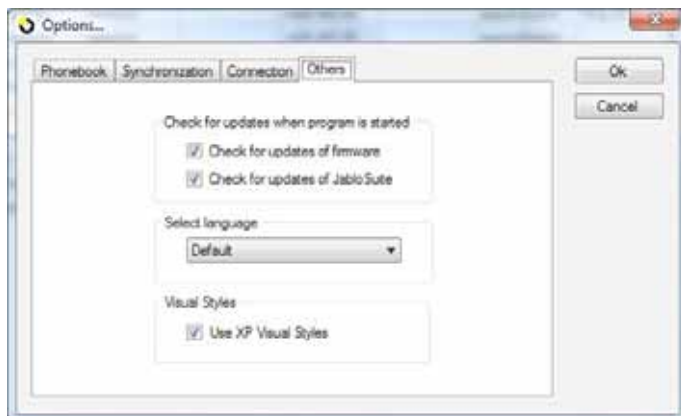 Options...
Phonebook
Synchronization
Connection
Others
Ok
Cancel
Check for updates when program is started
Check for updates of firmware
Check for updates of JabloSuite
Select language
Default
Visual Styles
Use XP Visual Styles